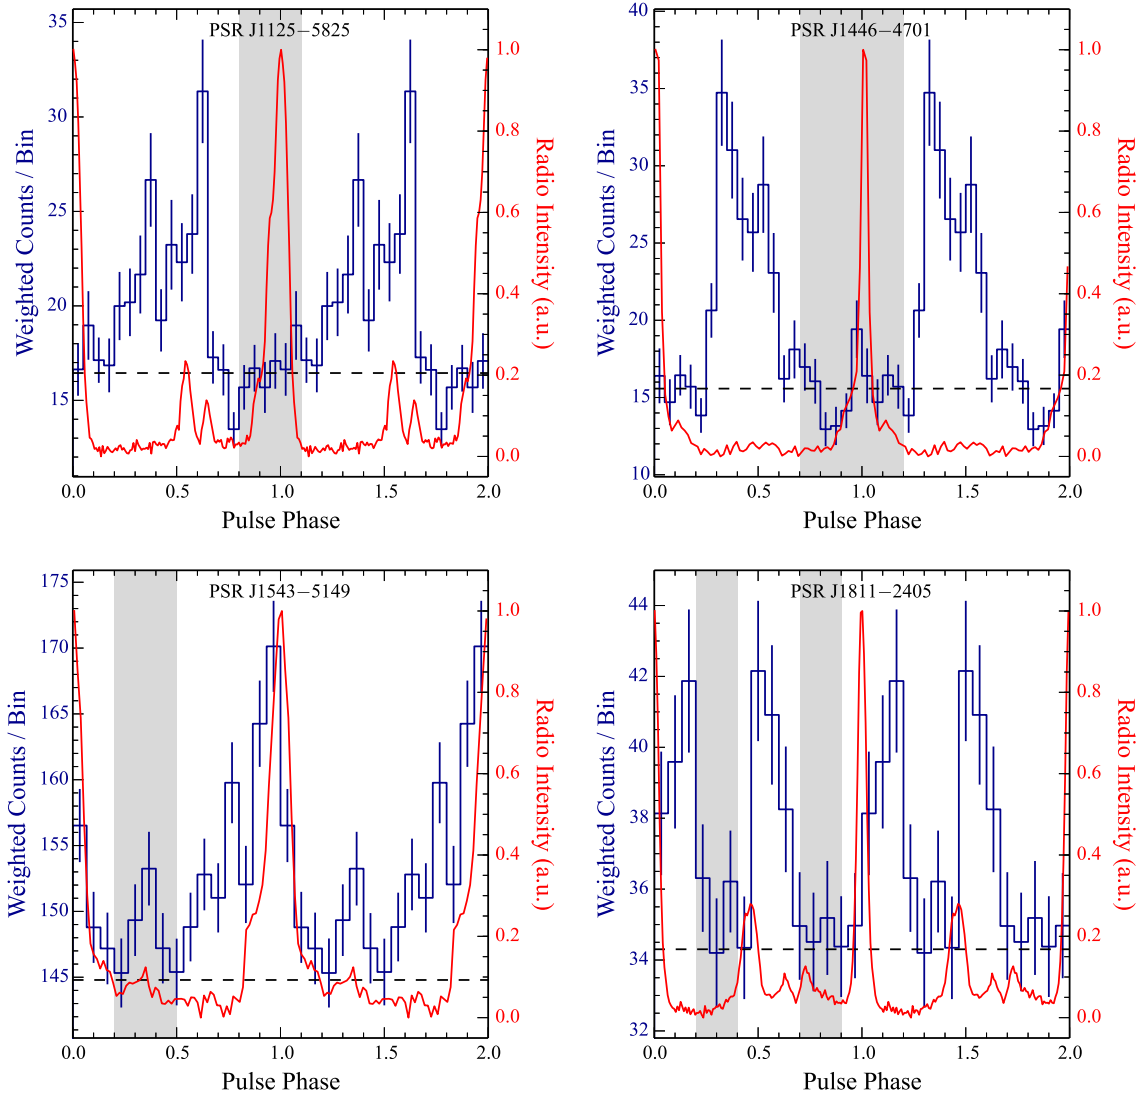 PSR J1125−5825
35
30
25
20
15
Weighted Counts / Bin
1.0
0.8
0.6
0.4
0.2
0.0
Radio Intensity (a.u.)
0.0 0.5 1.0 1.5 2.0
Pulse Phase
PSR J1446−4701
40
35
30
25
20
15
10
Weighted Counts / Bin
1.0
0.8
0.6
0.4
0.2
0.0
Radio Intensity (a.u.)
0.0 0.5 1.0 1.5 2.0
Pulse Phase
PSR J1543−5149
175
170
165
160
155
150
145
Weighted Counts / Bin
1.0
0.8
0.6
0.4
0.2
0.0
Radio Intensity (a.u.)
0.0 0.5 1.0 1.5 2.0
Pulse Phase
PSR J1811−2405
44
42
40
38
36
34
32
Weighted Counts / Bin
1.0
0.8
0.6
0.4
0.2
0.0
Radio Intensity (a.u.)
0.0 0.5 1.0 1.5 2.0
Pulse Phase